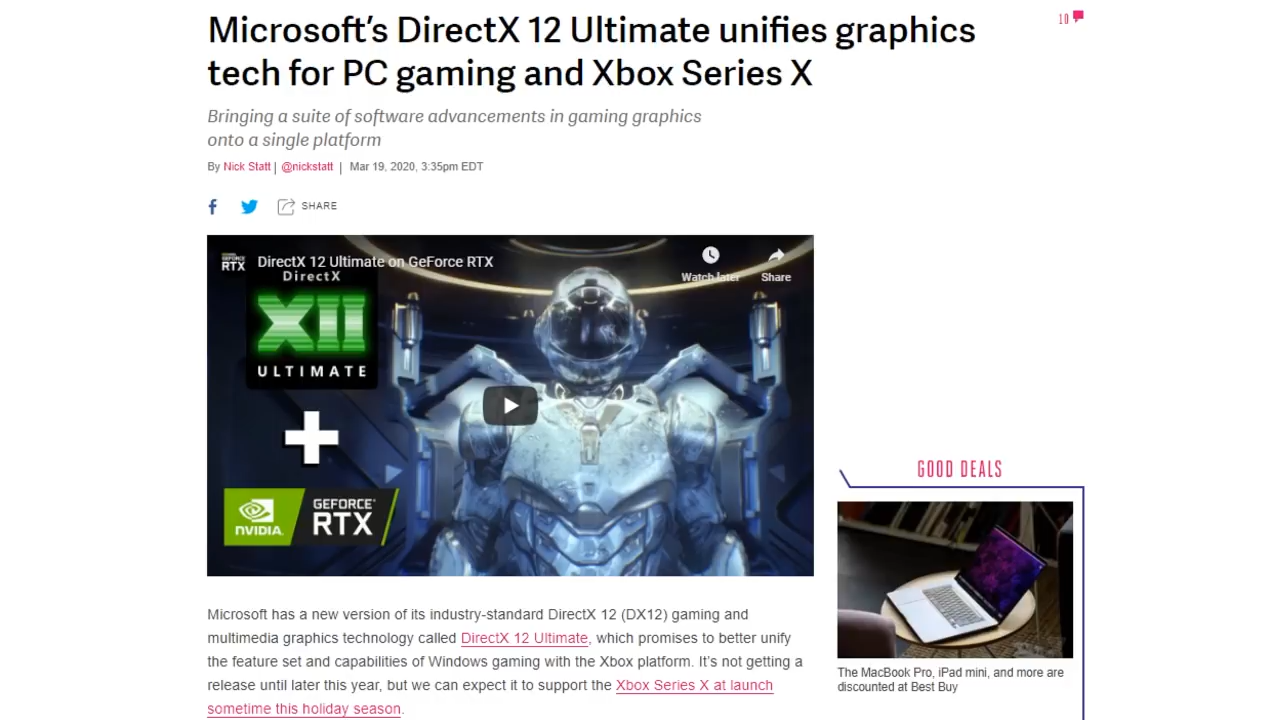 Microsoft's DirectX 12 Ultimate unifies graphics
tech for PC gaming and Xbox Series X
10
Bringing a suite of software advancements in gaming graphics
onto a single platform
By Nick Statt | @nickstatt | Mar 19, 2020, 3:35pm EDT
SHARE
GEFORCE RTX
DirectX 12 Ultimate on GeForce RTX
Watch later
Share
DirectX
XII
ULTIMATE
+
NVIDIA
GEFORCE
RTX
Microsoft has a new version of its industry-standard DirectX 12 (DX12) gaming and
multimedia graphics technology called DirectX 12 Ultimate, which promises to better unify
the feature set and capabilities of Windows gaming with the Xbox platform. It's not getting a
release until later this year, but we can expect it to support the Xbox Series X at launch
sometime this holiday season.
GOOD DEALS
The MacBook Pro, iPad mini, and more are
discounted at Best Buy